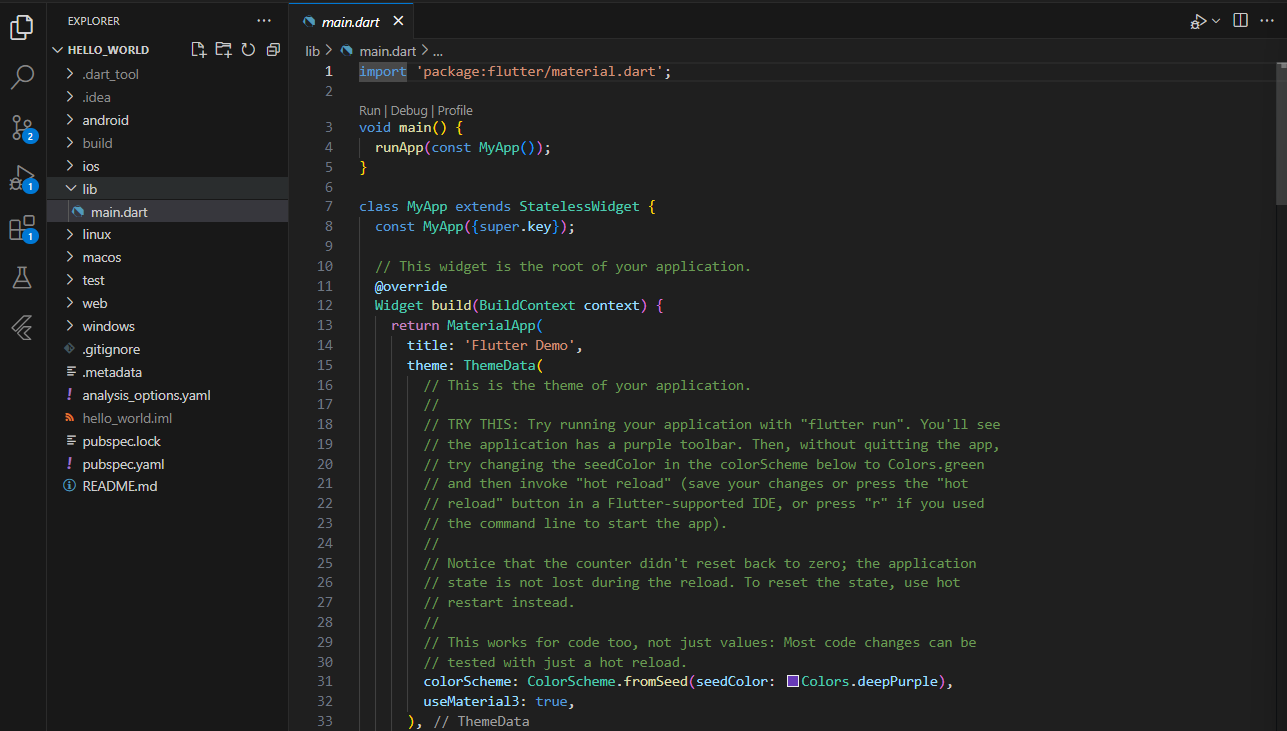 EXPLORER
HELLO_WORLD
.dart_tool
.idea
android
build
ios
lib
main.dart
linux
macos
test
web
windows
.gitignore
.metadata
analysis_options.yaml
hello_world.iml
pubspec.lock
pubspec.yaml
README.md
2
1
1
main.dart
lib > main.dart > ...
1 import 'package:flutter/material.dart';
2
Run | Debug | Profile
3 void main() {
4 runApp(const MyApp());
5 }
6
7 class MyApp extends StatelessWidget {
8 const MyApp({super.key});
9
10 // This widget is the root of your application.
11 @override
12 Widget build(BuildContext context) {
13 return MaterialApp(
14 title: 'Flutter Demo',
15 theme: ThemeData(
16 // This is the theme of your application.
17 //
18 // TRY THIS: Try running your application with "flutter run". You'll see
19 // the application has a purple toolbar. Then, without quitting the app,
20 // try changing the seedColor in the colorScheme below to Colors.green
21 // and then invoke "hot reload" (save your changes or press the "hot
22 // reload" button in a Flutter-supported IDE, or press "r" if you used
23 // the command line to start the app).
24 //
25 // Notice that the counter didn't reset back to zero; the application
26 // state is not lost during the reload. To reset the state, use hot
27 // restart instead.
28 //
29 // This works for code too, not just values: Most code changes can be
30 // tested with just a hot reload.
31 colorScheme: ColorScheme.fromSeed(seedColor: Colors.deepPurple),
32 useMaterial3: true,
33 ), // ThemeData